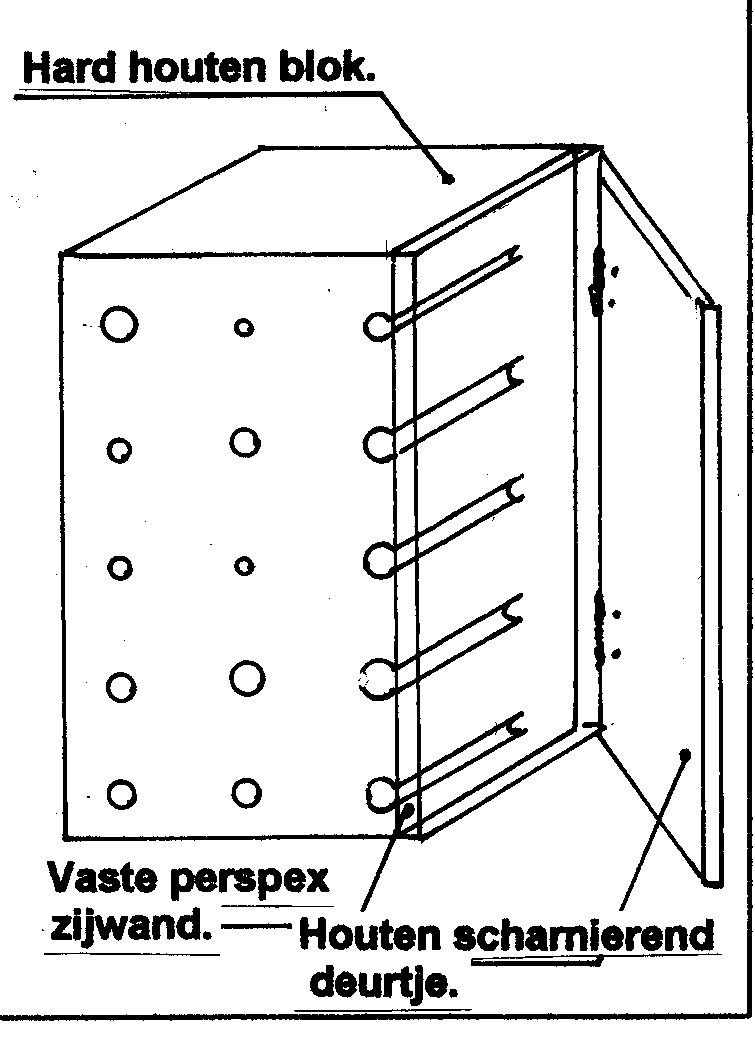 Hard houten blok.
Vaste perspex
zijwand.
Houten scharnierend
deurtje.